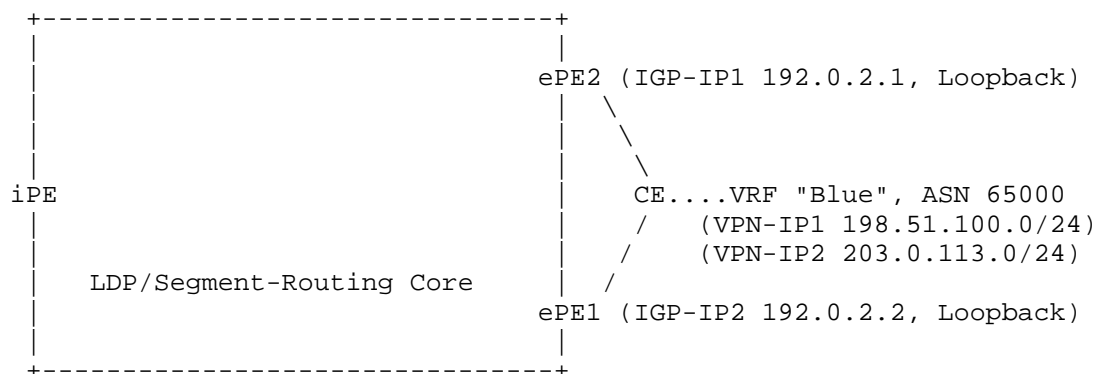 ePE2 (IGP-IP1 192.0.2.1, Loopback)
iPE
CE....VRF "Blue", ASN 65000
(VPN-IP1 198.51.100.0/24)
(VPN-IP2 203.0.113.0/24)
LDP/Segment-Routing Core
ePE1 (IGP-IP2 192.0.2.2, Loopback)